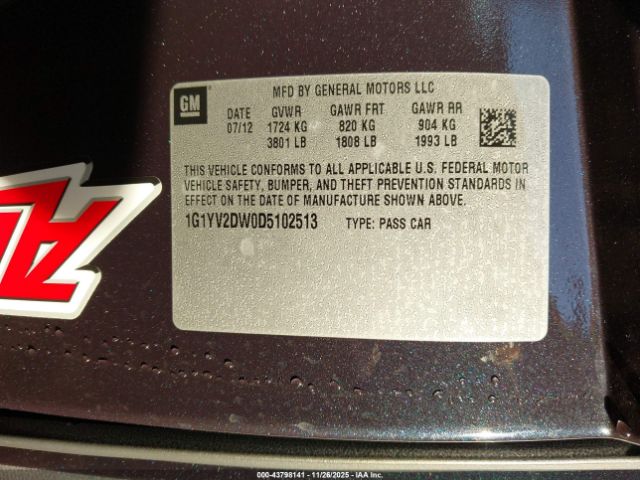 MFD BY GENERAL MOTORS LLC
GM
DATE GVWR GAWR FRT GAWR RR
07/12 1724 KG 820 KG 904 KG
3801 LB 1808 LB 1993 LB
THIS VEHICLE CONFORMS TO ALL APPLICABLE U.S. FEDERAL MOTOR
VEHICLE SAFETY, BUMPER, AND THEFT PREVENTION STANDARDS IN
EFFECT ON THE DATE OF MANUFACTURE SHOWN ABOVE.
1G1YV2DW0D5102513 TYPE: PASS CAR
000-43798141 - 11/26/2025 - IAAI.com